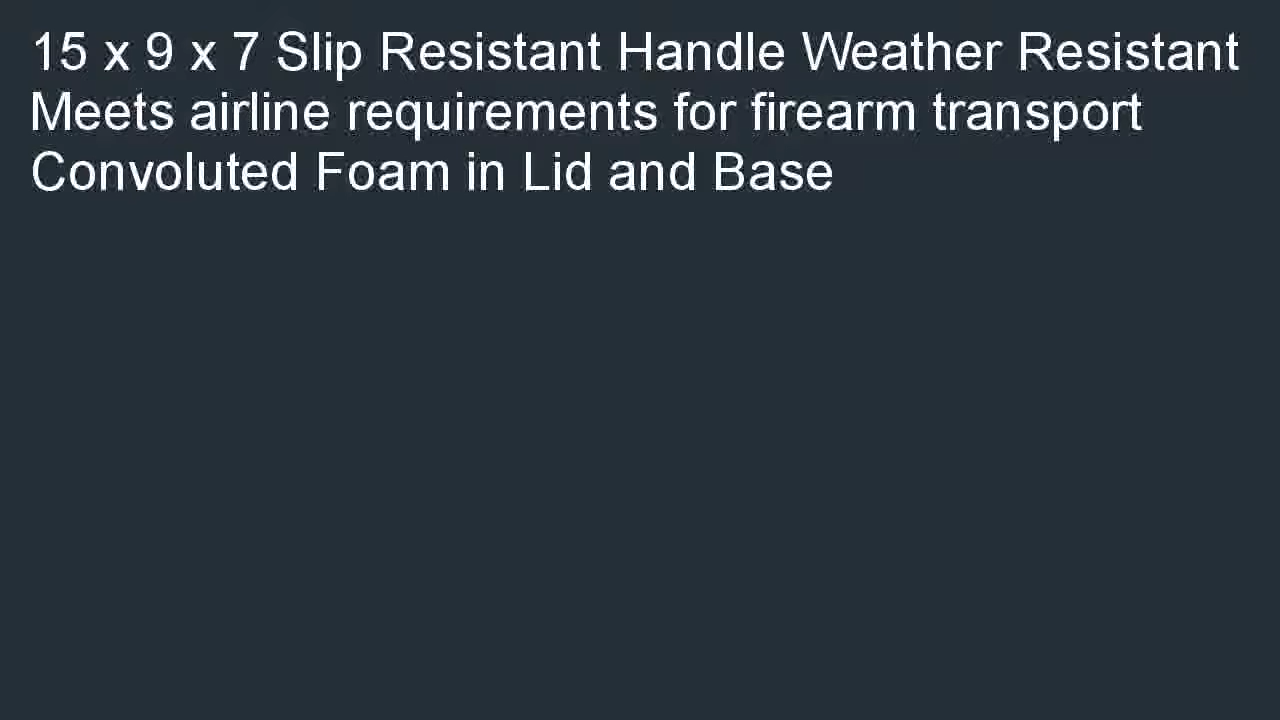 15 x 9 x 7 Slip Resistant Handle Weather Resistant
Meets airline requirements for firearm transport
Convoluted Foam in Lid and Base